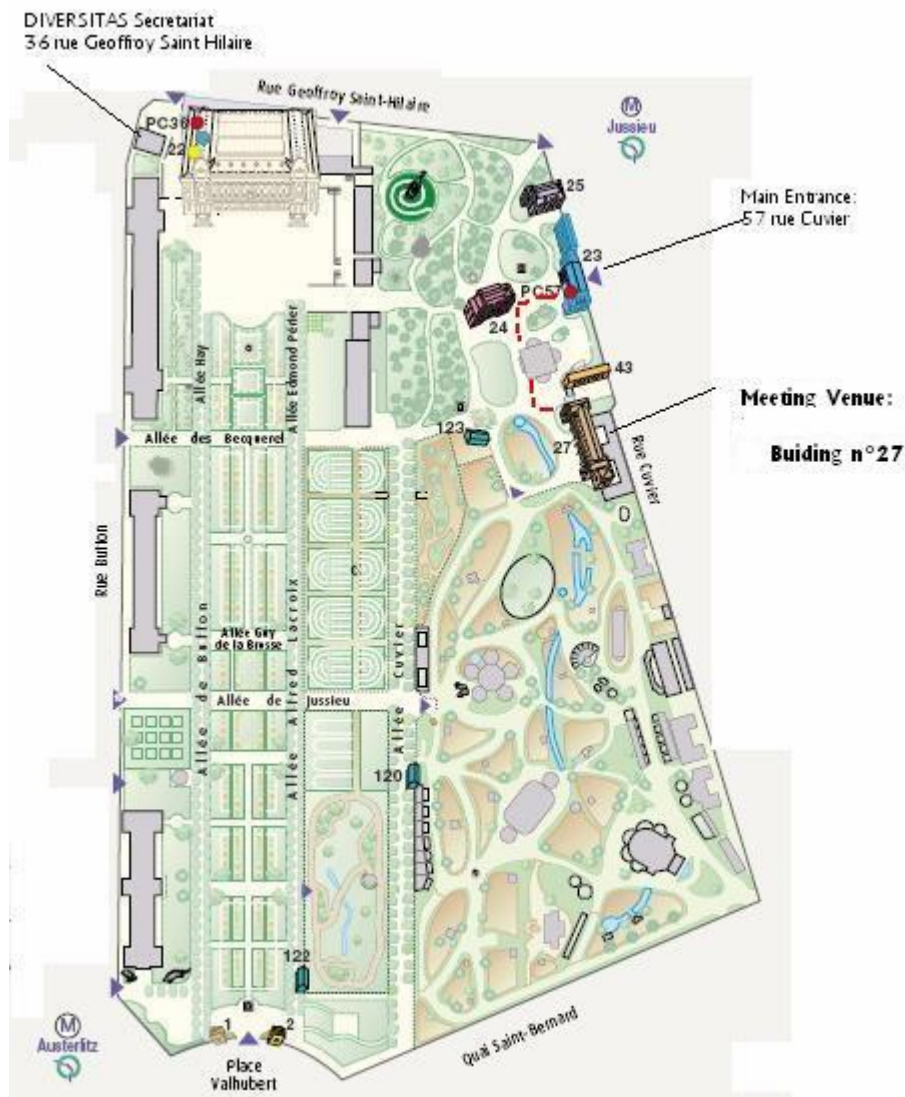 DIVERSITAS Secretariat
36 rue Geoffroy Saint Hilaire
Rue Geoffroy Saint-Hilaire
M
Jussieu
PC36
22
25
Main Entrance:
57 rue Cuvier
23
PC57
24
43
Meeting Venue:
Buiding n°27
Allée Hay
Allée Edmond Périer
123
27
Rue Cuvier
Allée des Becquerel
Rue Buffon
Allée Guy
de la Brosse
Allée de Buffon
Allée Alfred Lacroix
Allée Cuvier
Allée de Jussieu
120
122
1
2
M
Austerlitz
Place
Valhubert
Quai Saint-Bernard